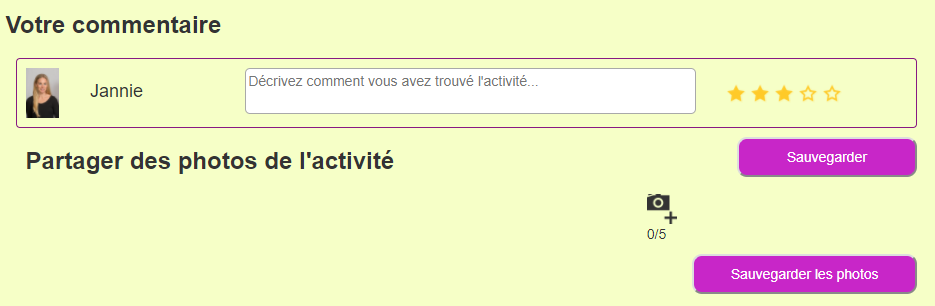 Votre commentaire
Jannie
Décrivez comment vous avez trouvé l'activité...
Partager des photos de l'activité
Sauvegarder
0/5
Sauvegarder les photos